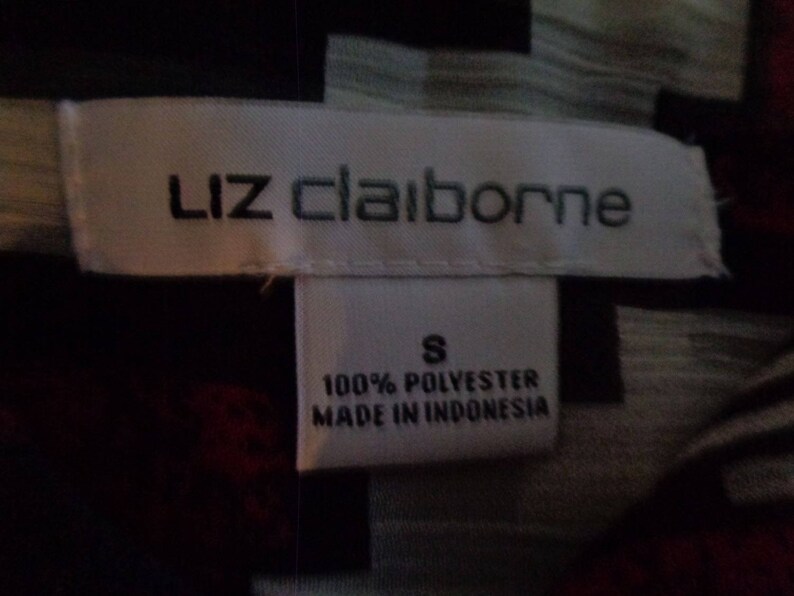 LIZ claiborne
S
100% POLYESTER
MADE IN INDONESIA